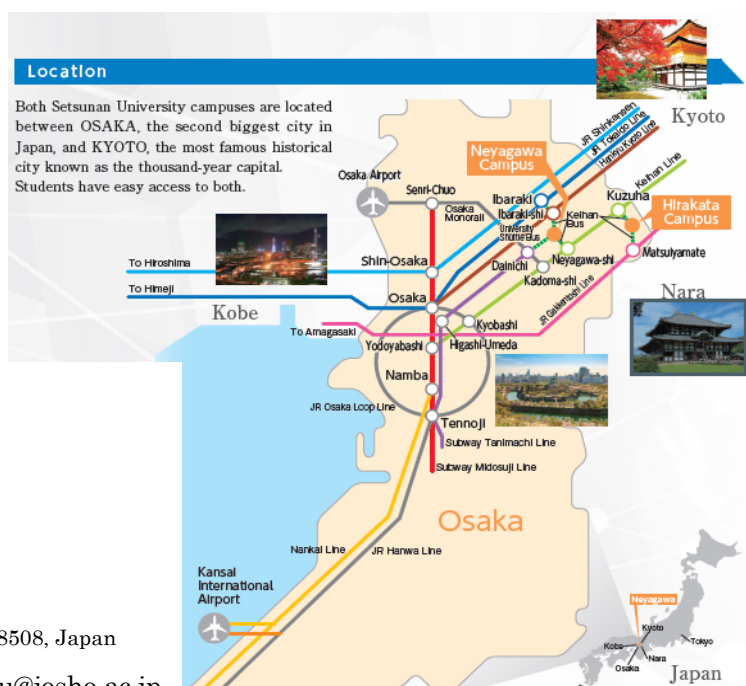 Location
Both Setsunan University campuses are located
between OSAKA, the second biggest city in
Japan, and KYOTO, the most famous historical
city known as the thousand-year capital.
Students have easy access to both.
Kyoto
JR Shinkansen
JR Tokaido Line
Hankyu Kyoto Line
Keihan Line
Neyagawa
Campus
Osaka Airport
Senri-Chuo
Osaka
Monorail
Ibaraki
Ibaraki-shi
Kuzuha
Hirakata
Campus
University
Shuttle Bus
Keihan
Bus
Shin-Osaka
Dainichi
Neyagawa-shi
Matsuiyamate
Kadoma-shi
To Hiroshima
To Himeji
Osaka
Kobe
JR Gakkentoshi Line
Nara
To Amagasaki
Kyobashi
Yodoyabashi
Higashi-Umeda
Namba
JR Osaka Loop Line
Tennoji
Subway Tanimachi Line
Subway Midosuji Line
Osaka
Nankai Line
JR Hanwa Line
Kansai
International
Airport
Neyagawa
Kyoto
Kobe
Tokyo
Nara
Osaka
Japan
8508, Japan
u@josho.ac.jp